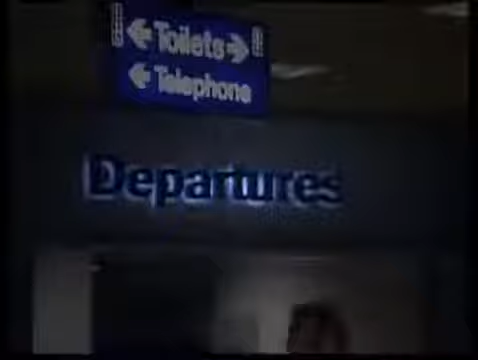 ← Toilets →
← Telephone
Departures